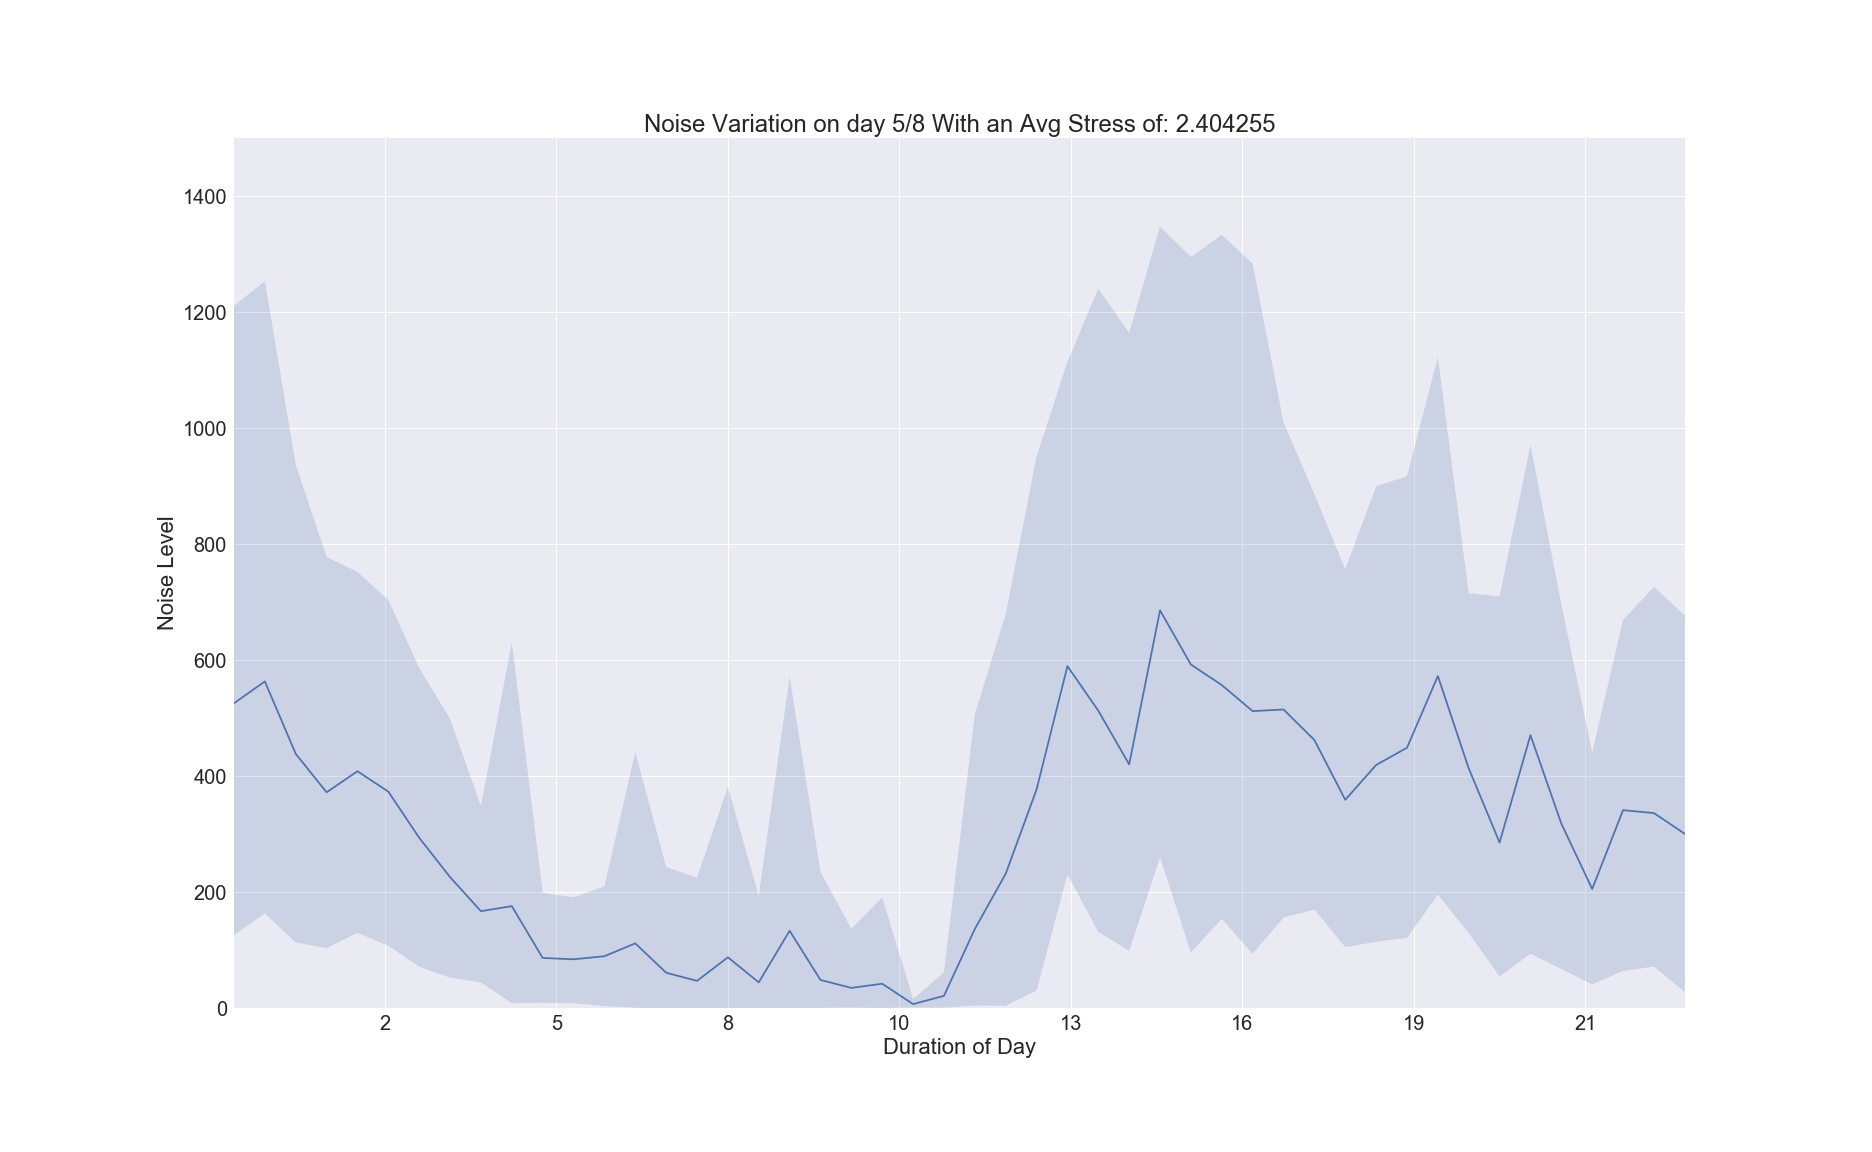 Noise Variation on day 5/8 With an Avg Stress of: 2.404255
1400
1200
1000
800
600
400
200
0
Noise Level
2 5 8 10 13 16 19 21
Duration of Day